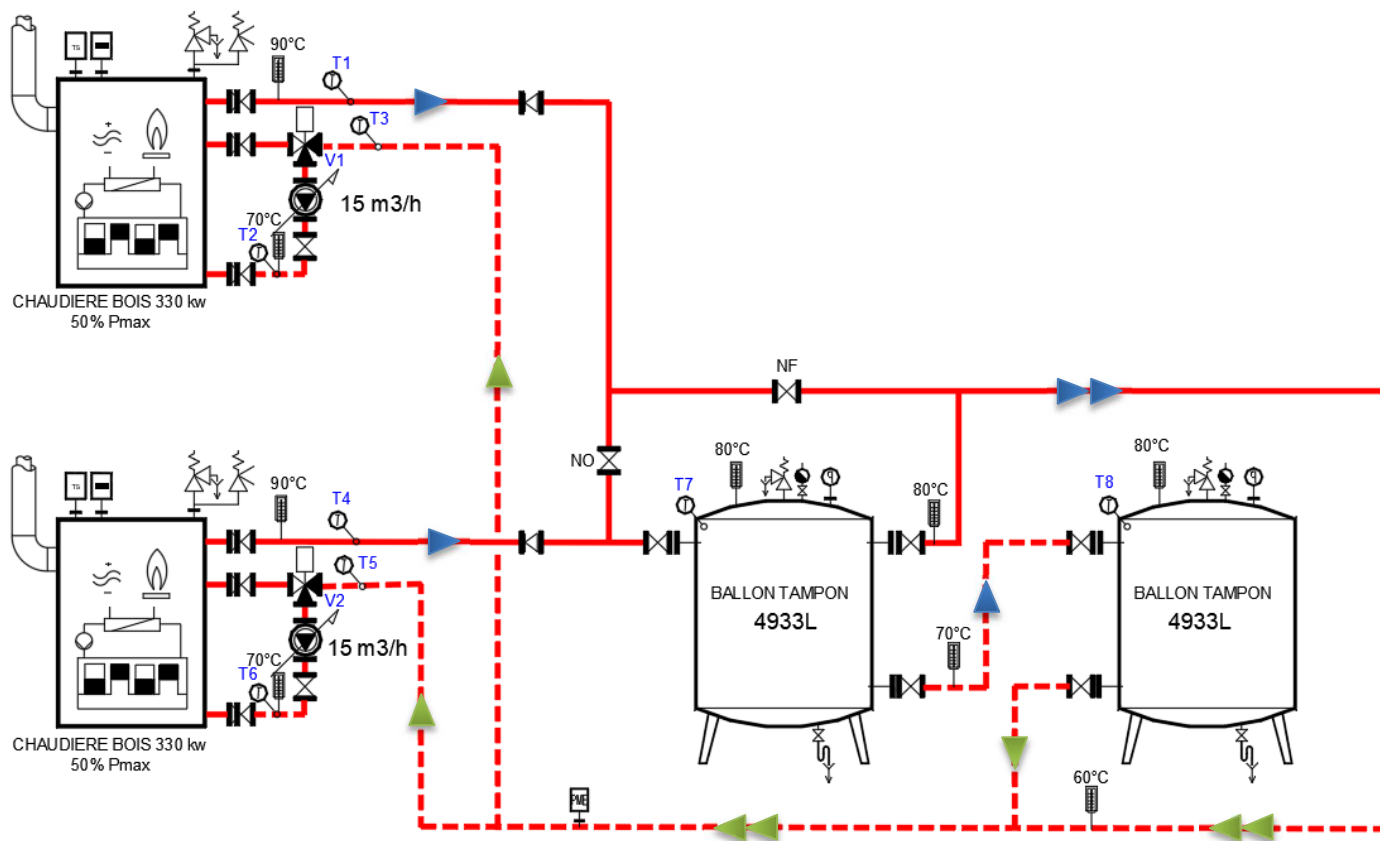 90°C
T1
TS
T3
V1
15 m3/h
70°C
T2
CHAUDIERE BOIS 330 kw
50% Pmax
NF
NO
90°C
T4
TS
T5
V2
15 m3/h
70°C
T6
CHAUDIERE BOIS 330 kw
50% Pmax
80°C
T7
80°C
BALLON TAMPON
4933L
70°C
80°C
T8
BALLON TAMPON
4933L
60°C
PMB